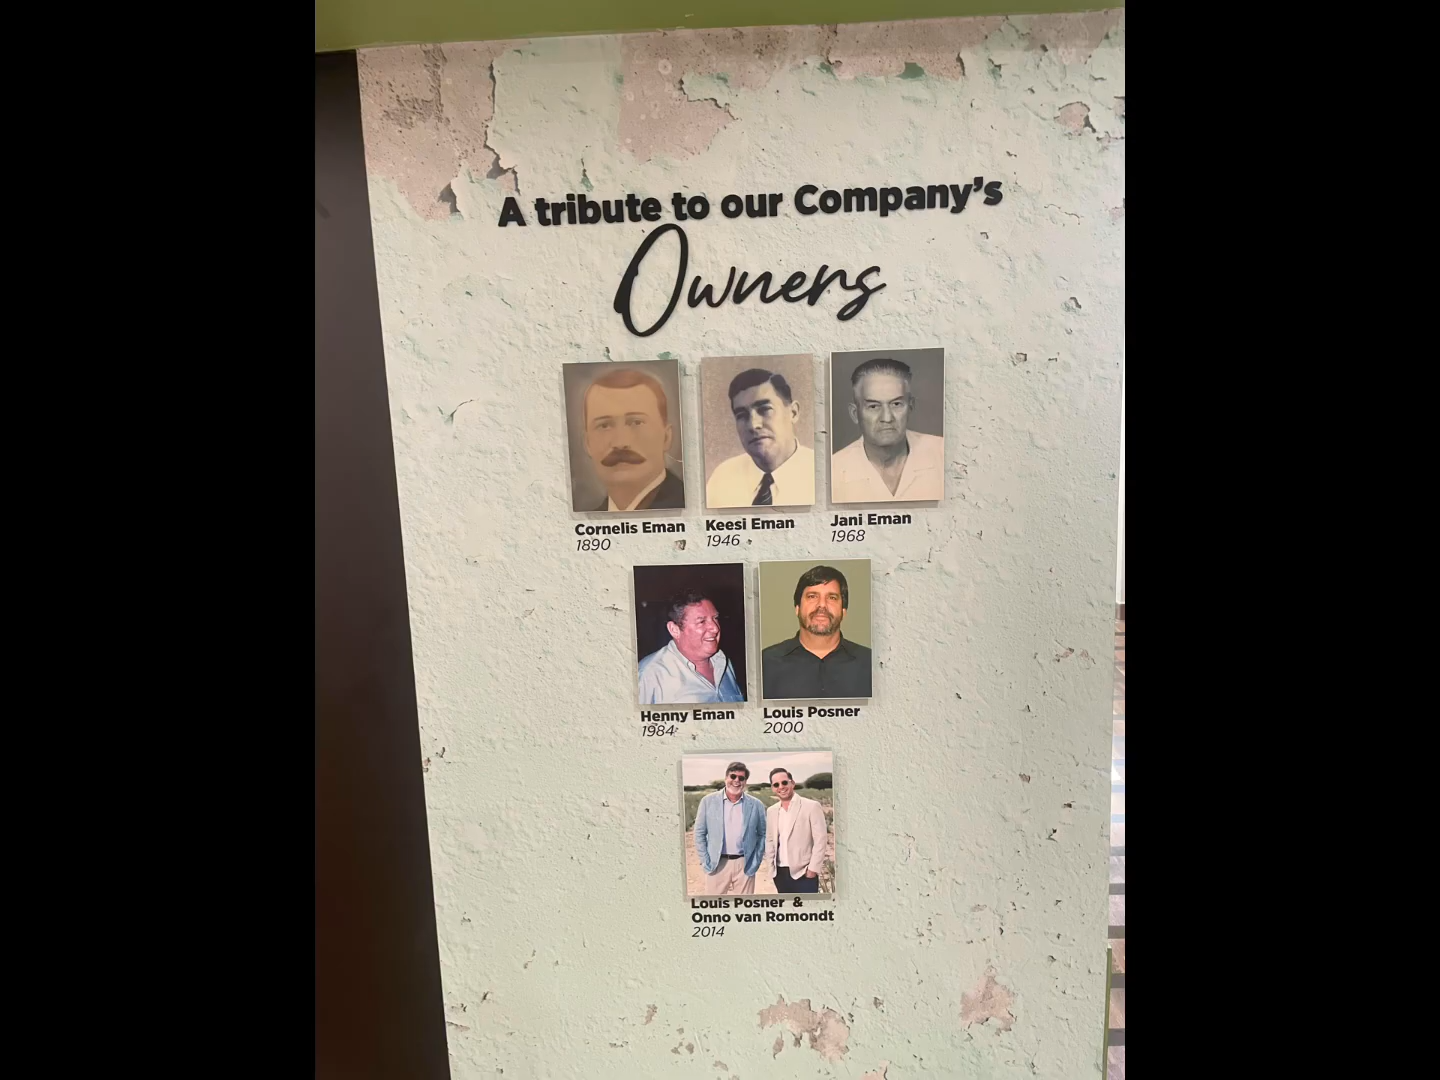 A tribute to our Company's
Owners
Cornelis Eman
1890
Keesi Eman
1946
Jani Eman
1968
Henny Eman
1984
Louis Posner
2000
Louis Posner &
Onno van Romondt
2014